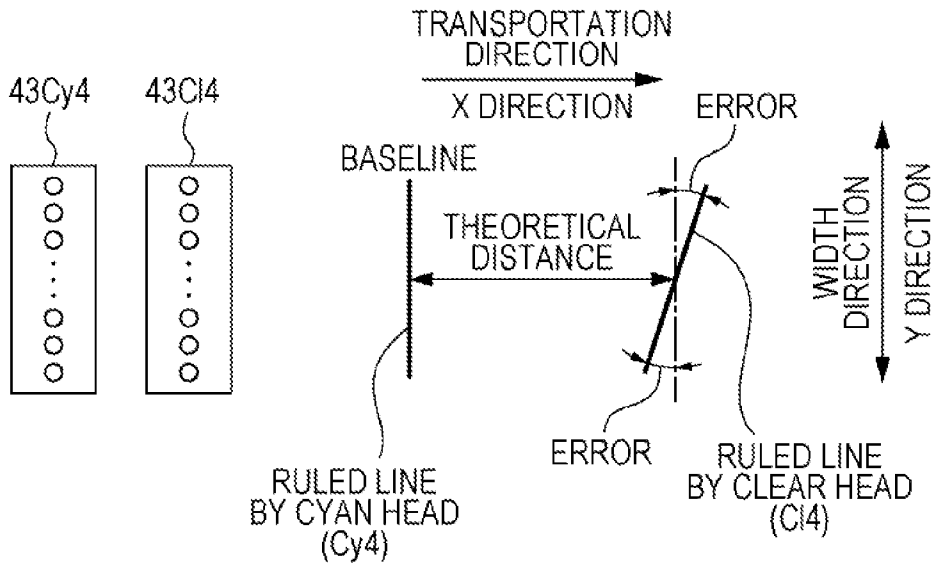 TRANSPORTATION
DIRECTION
X DIRECTION
43Cy4
43Cl4
ERROR
BASELINE
THEORETICAL
DISTANCE
WIDTH
DIRECTION
Y DIRECTION
ERROR
RULED LINE
BY CYAN HEAD
(Cy4)
RULED LINE
BY CLEAR HEAD
(Cl4)